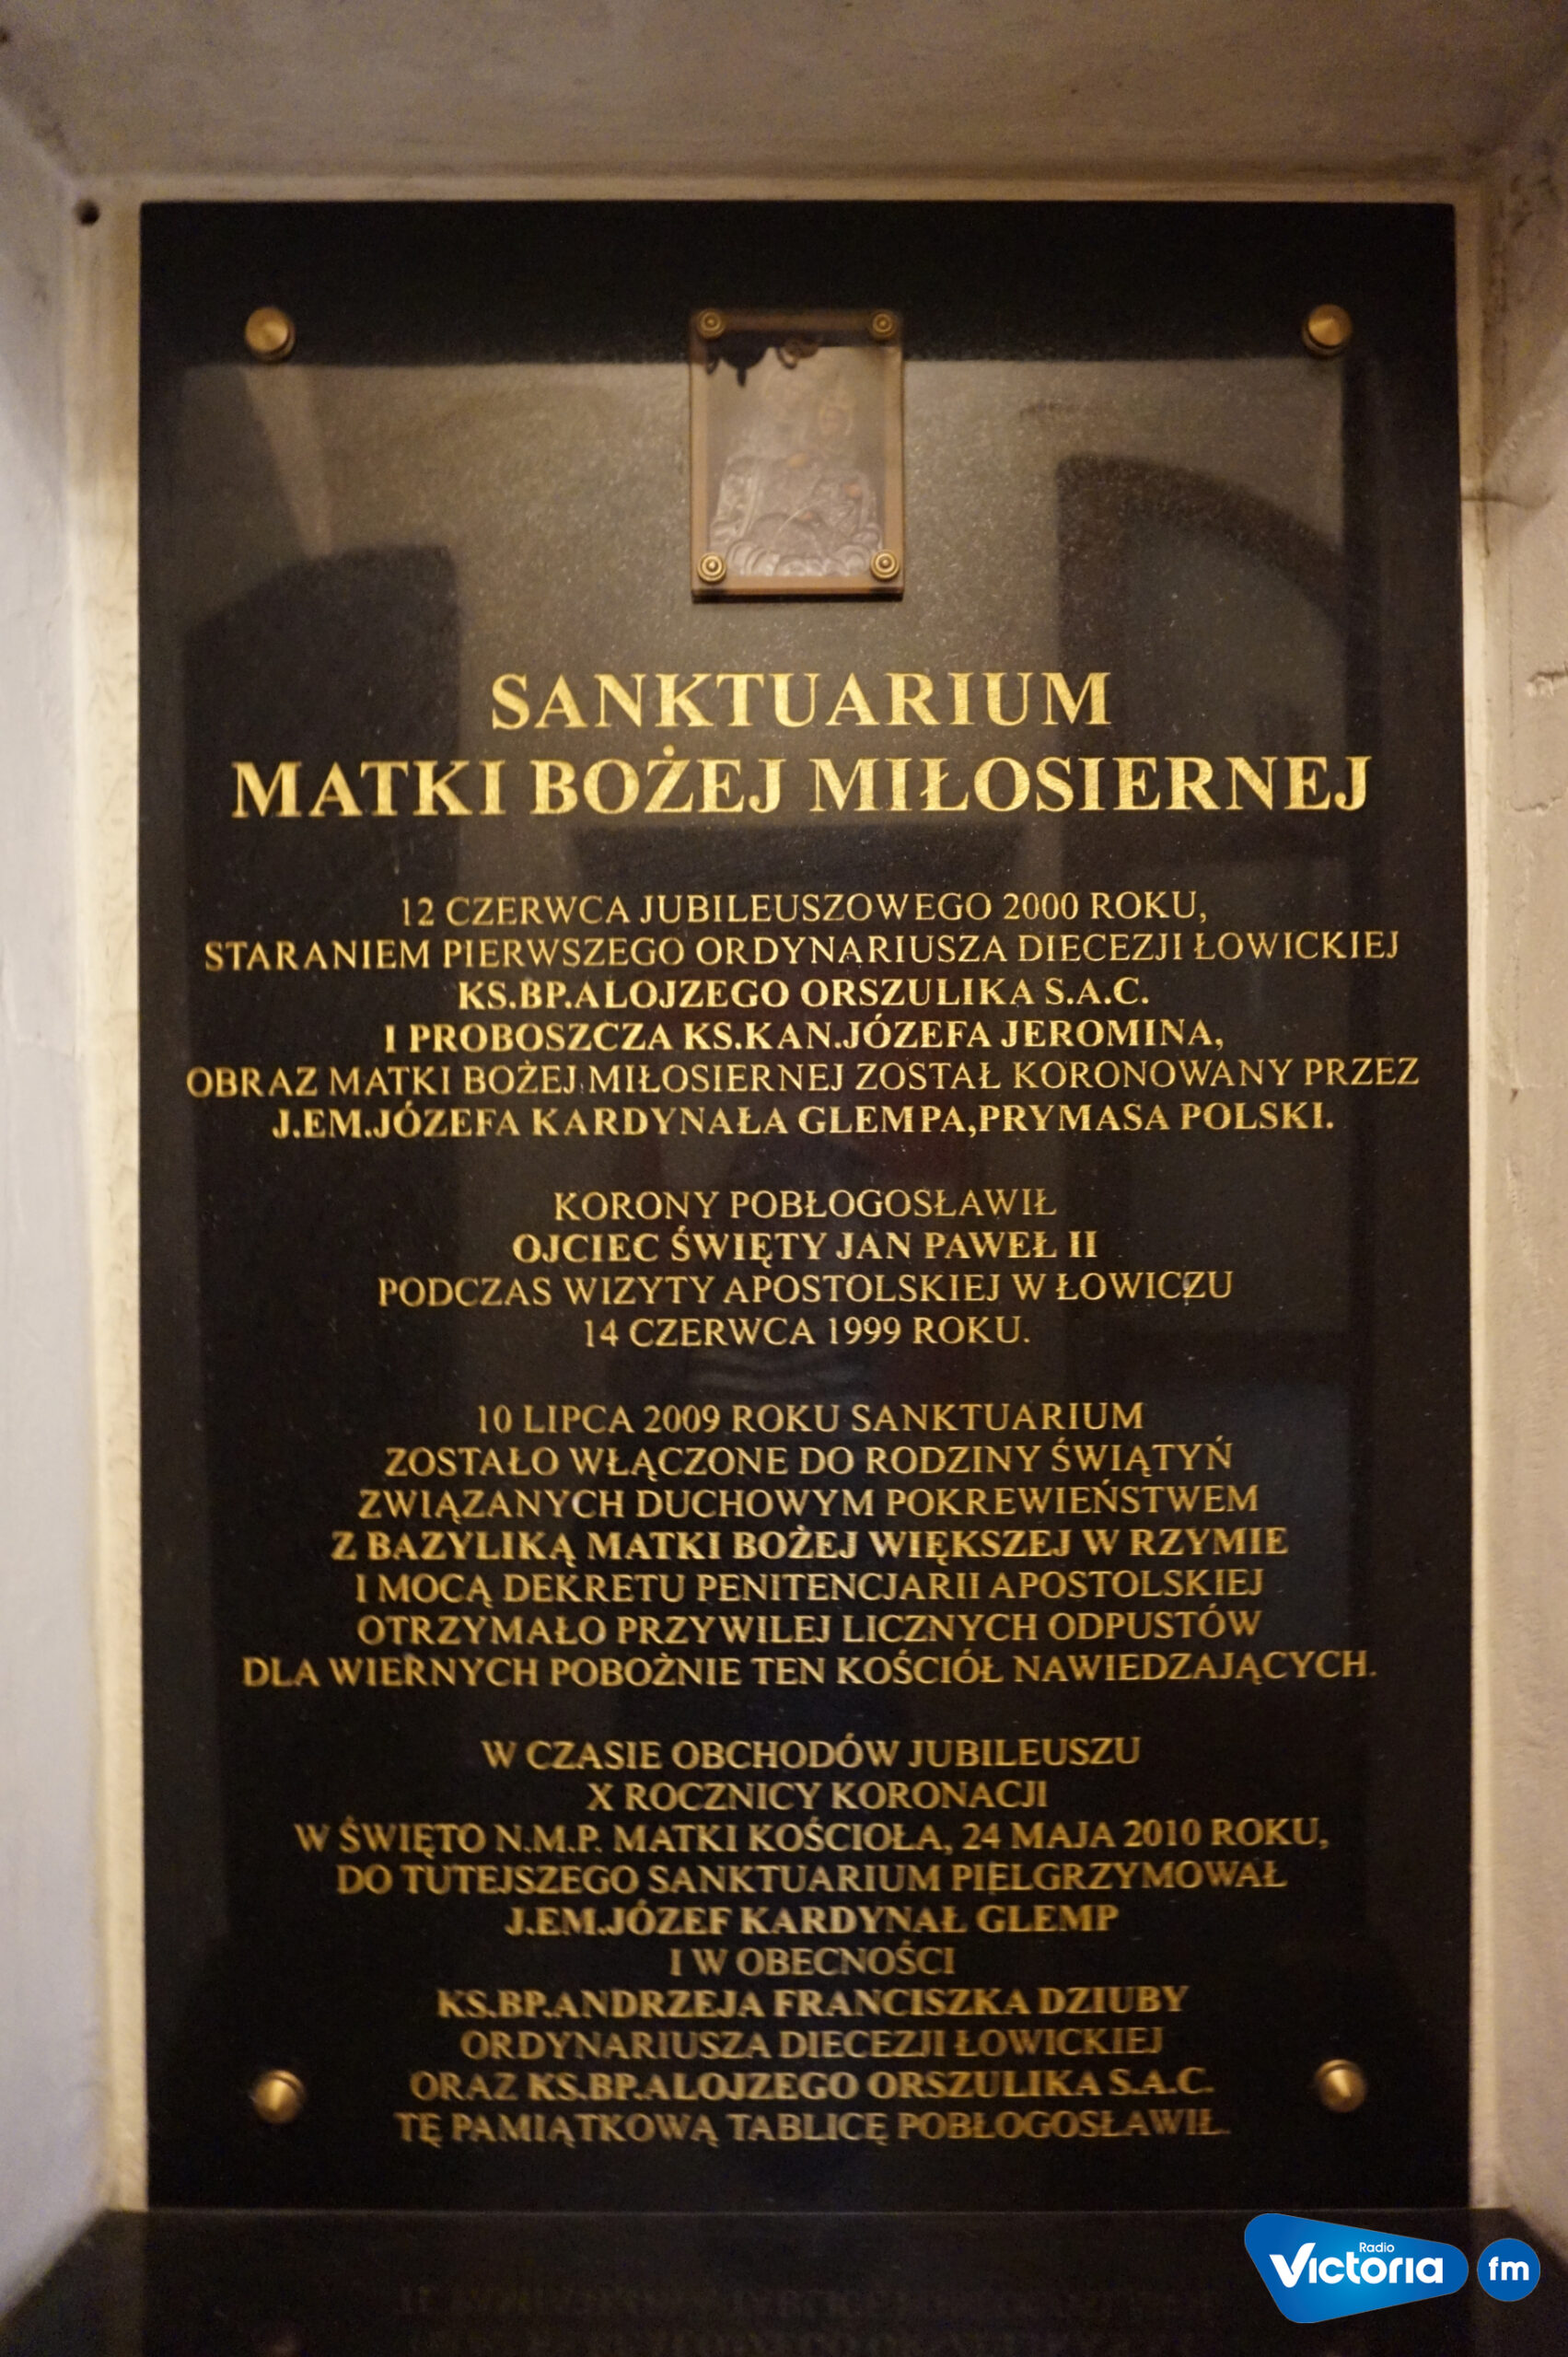 SANKTUARIUM
MATKI BOŻEJ MIŁOSIERNEJ
12 CZERWCA JUBILEUSZOWEGO 2000 ROKU,
STARANIEM PIERWSZEGO ORDYNARIUSZA DIECEZJI ŁOWICKIEJ
KS.BP.ALOJZEGO ORSZULIKA S.A.C.
I PROBOSZCZA KS.KAN.JÓZEFA JEROMINA,
OBRAZ MATKI BOŻEJ MIŁOSIERNEJ ZOSTAŁ KORONOWANY PRZEZ
J.EM.JÓZEFA KARDYNAŁA GLEMPA,PRYMASA POLSKI.
KORONY POBŁOGOSŁAWIŁ
OJCIEC ŚWIĘTY JAN PAWEŁ II
PODCZAS WIZYTY APOSTOLSKIEJ W ŁOWICZU
14 CZERWCA 1999 ROKU.
10 LIPCA 2009 ROKU SANKTUARIUM
ZOSTAŁO WŁĄCZONE DO RODZINY ŚWIĄTYŃ
ZWIĄZANYCH DUCHOWYM POKREWIEŃSTWEM
Z BAZYLIKĄ MATKI BOŻEJ WIĘKSZEJ W RZYMIE
I MOCĄ DEKRETU PENITENCJARII APOSTOLSKIEJ
OTRZYMAŁO PRZYWILEJ LICZNYCH ODPUSTÓW
DLA WIERNYCH POBOŻNIE TEN KOŚCIÓŁ NAWIEDZAJĄCYCH.
W CZASIE OBCHODÓW JUBILEUSZU
X ROCZNICY KORONACJI
W ŚWIĘTO N.M.P. MATKI KOŚCIOŁA, 24 MAJA 2010 ROKU,
DO TUTEJSZEGO SANKTUARIUM PIELGRZYMOWAŁ
J.EM.JÓZEF KARDYNAŁ GLEMP
I W OBECNOŚCI
KS.BP.ANDRZEJA FRANCISZKA DZIUBY
ORDYNARIUSZA DIECEZJI ŁOWICKIEJ
ORAZ KS.BP.ALOJZEGO ORSZULIKA S.A.C.
TĘ PAMIĄTKOWĄ TABLICĘ POBŁOGOSŁAWIŁ.
Radio
Victoria fm